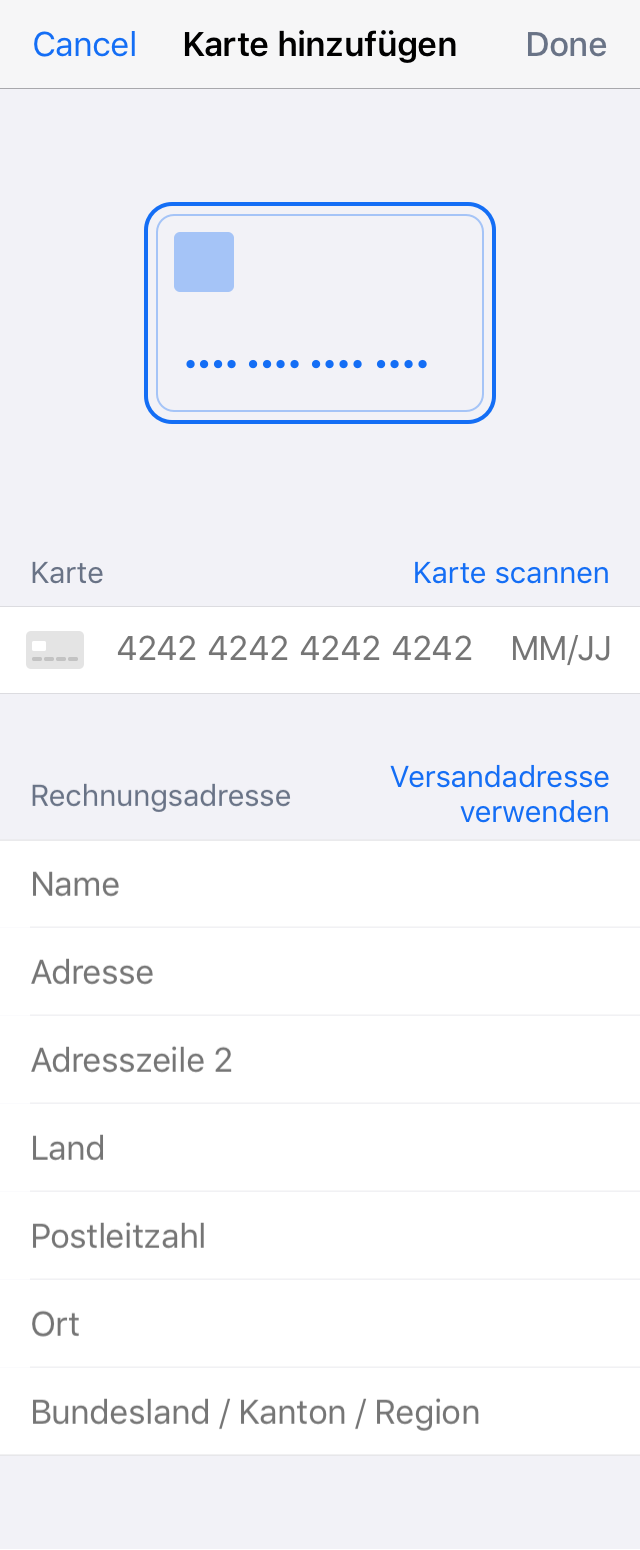 Cancel Karte hinzufügen Done
Karte Karte scannen
4242 4242 4242 4242 MM/JJ
Rechnungsadresse
Versandadresse
verwenden
Name
Adresse
Adresszeile 2
Land
Postleitzahl
Ort
Bundesland / Kanton / Region